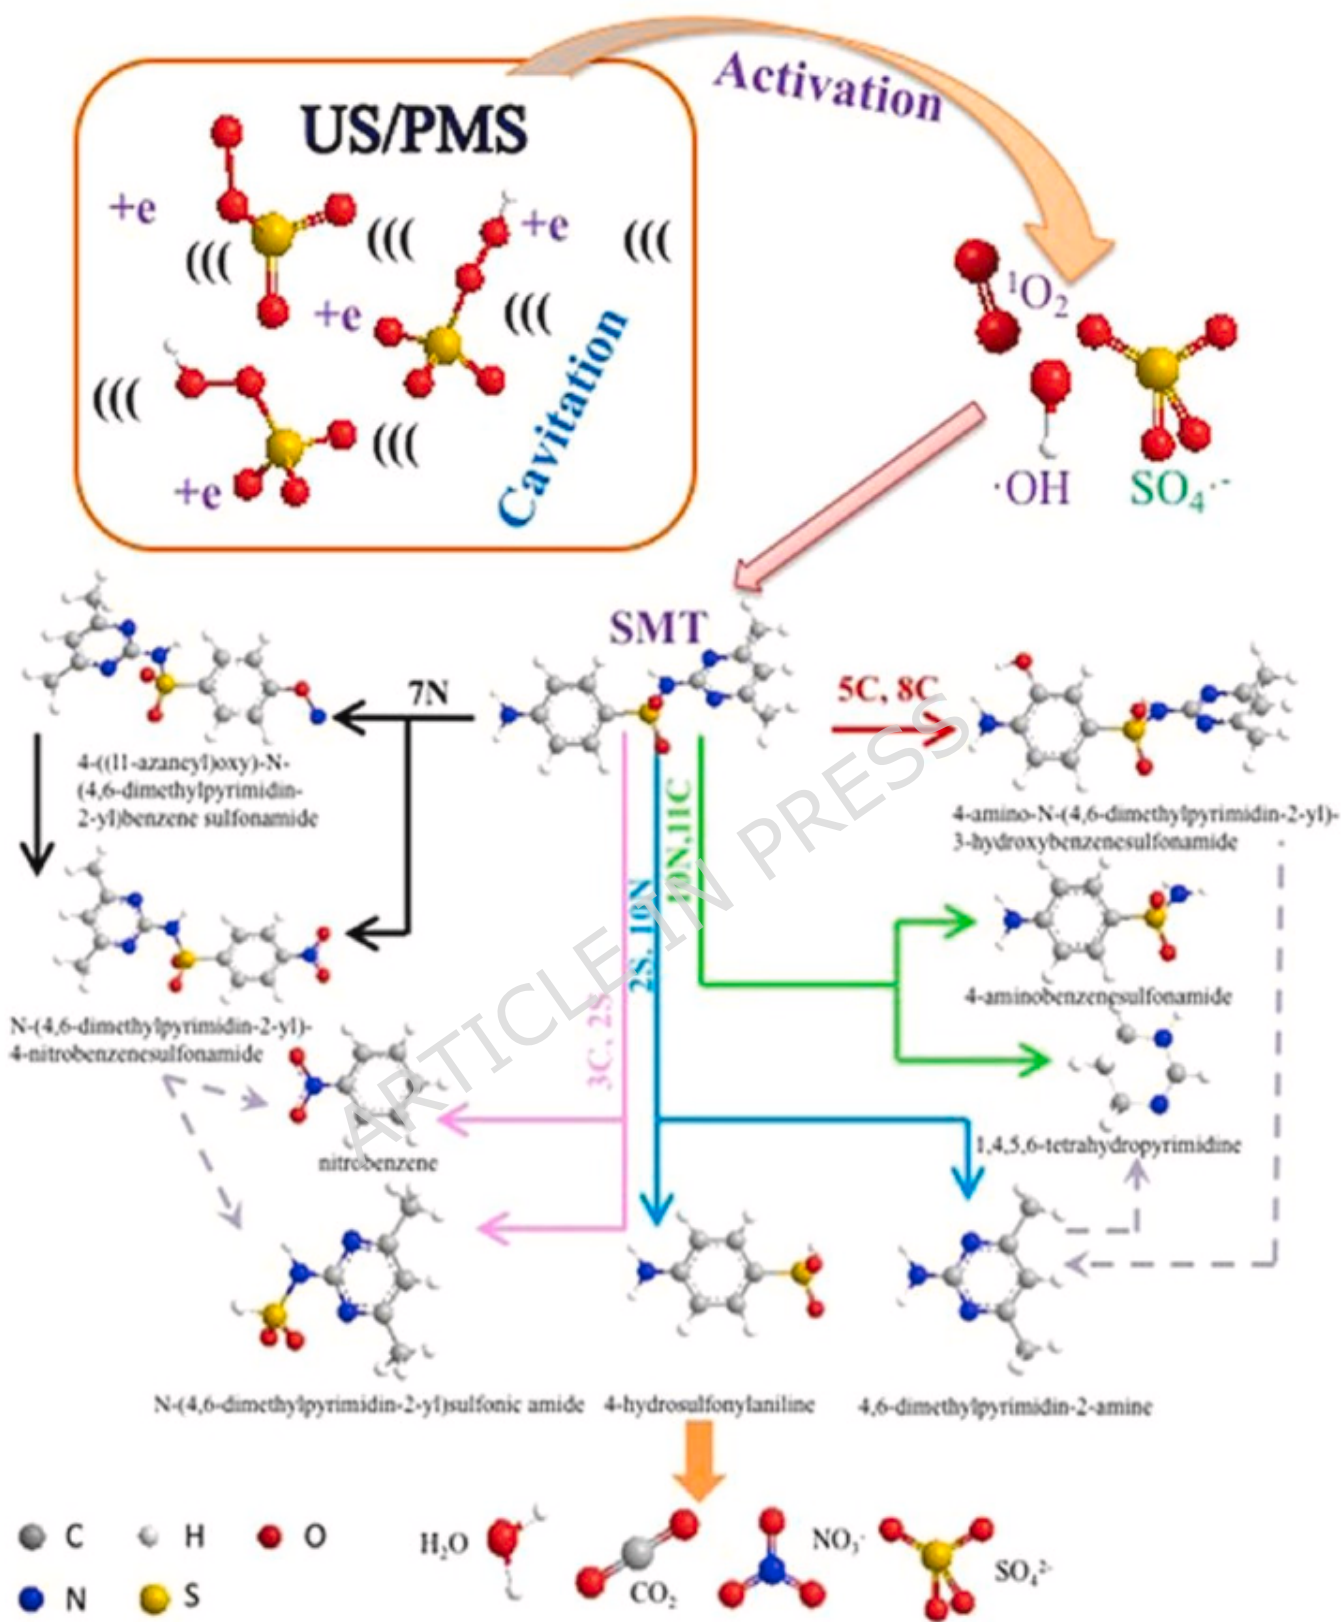 US/PMS
Activation
+e
(((
(((
+e
(((
+e
(((
Cavitation
(((
(((
+e
¹O₂
·OH
SO₄·⁻
SMT
7N
5C, 8C
4-((l1-azaneyl)oxy)-N-
(4,6-dimethylpyrimidin-
2-yl)benzene sulfonamide
4-amino-N-(4,6-dimethylpyrimidin-2-yl)-
3-hydroxybenzenesulfonamide
10N,11C
2S, 10N
3C, 2S
ARTICLE IN PRESS
4-aminobenzenesulfonamide
N-(4,6-dimethylpyrimidin-2-yl)-
4-nitrobenzenesulfonamide
nitrobenzene
1,4,5,6-tetrahydropyrimidine
N-(4,6-dimethylpyrimidin-2-yl)sulfonic amide
4-hydrosulfonylaniline
4,6-dimethylpyrimidin-2-amine
C
H
O
N
S
H₂O
CO₂
NO₃⁻
SO₄²⁻